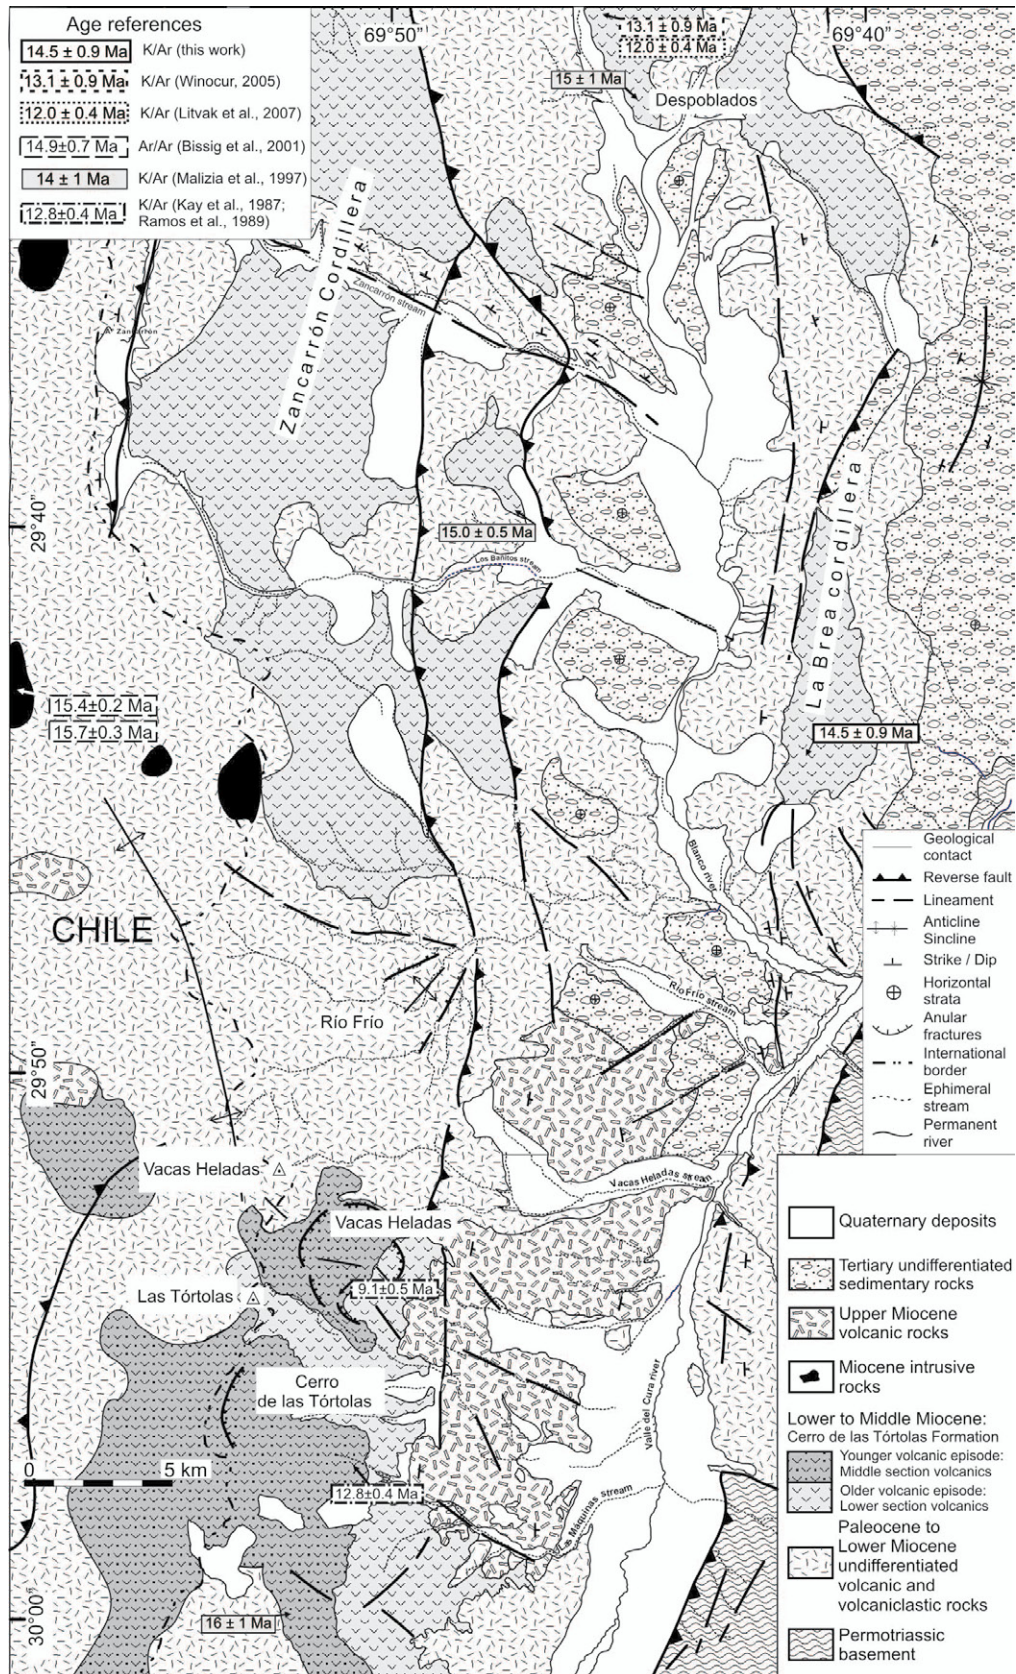 Age references
14.5 ± 0.9 Ma K/Ar (this work)
13.1 ± 0.9 Ma K/Ar (Winocur, 2005)
12.0 ± 0.4 Ma K/Ar (Litvak et al., 2007)
14.9±0.7 Ma Ar/Ar (Bissig et al., 2001)
14 ± 1 Ma K/Ar (Malizia et al., 1997)
12.8±0.4 Ma K/Ar (Kay et al., 1987;
Ramos et al., 1989)
69°50"
13.1 ± 0.9 Ma
12.0 ± 0.4 Ma
69°40"
15 ± 1 Ma
Despoblados
Zancarrón Cordillera
Zancarrón stream
Zancarrón
29°40"
15.0 ± 0.5 Ma
Los Bañitos stream
La Brea cordillera
15.4±0.2 Ma
15.7±0.3 Ma
14.5 ± 0.9 Ma
Blanco river
CHILE
Río Frío
Río Frío stream
29°50"
Vacas Heladas
Vacas Heladas stream
Vacas Heladas
9.1±0.5 Ma
Las Tórtolas
Cerro
de las Tórtolas
Valle del Cura river
0 5 km
12.8±0.4 Ma
Las Máquinas stream
30°00"
16 ± 1 Ma
Geological
contact
Reverse fault
Lineament
Anticline
Sincline
Strike / Dip
Horizontal
strata
Anular
fractures
International
border
Ephimeral
stream
Permanent
river
Quaternary deposits
Tertiary undifferentiated
sedimentary rocks
Upper Miocene
volcanic rocks
Miocene intrusive
rocks
Lower to Middle Miocene:
Cerro de las Tórtolas Formation
Younger volcanic episode:
Middle section volcanics
Older volcanic episode:
Lower section volcanics
Paleocene to
Lower Miocene
undifferentiated
volcanic and
volcaniclastic rocks
Permotriassic
basement